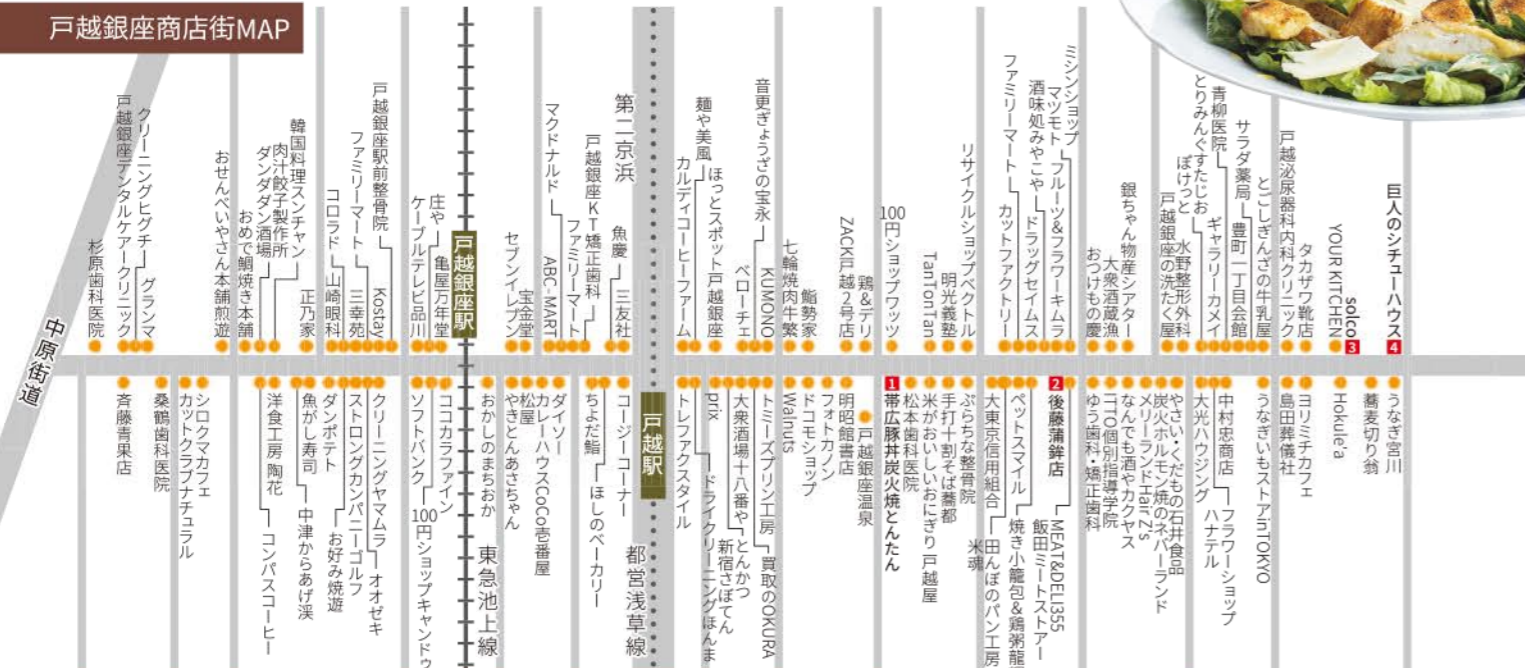 戸越銀座商店街MAP
中原街道
杉原歯科医院
戸越銀座デンタルケアークリニック
クリーニングヒグチ
グランマ
おせんべいやさん本舗煎遊
おめで鯛焼き本舗
ダンダダン酒場
肉汁餃子製作所
韓国料理スンチャン
正乃家
コロラド
山崎眼科
ファミリーマート
三幸苑
戸越銀座駅前整骨院
Kostay
ケーブルテレビ品川
庄や
亀屋万年堂
戸越銀座駅
セブンイレブン
宝金堂
マクドナルド
ABC-MART
ファミリーマート
戸越銀座KT矯正歯科
魚慶
三友社
第二京浜
カルディコーヒーファーム
麺や美風
ほっとスポット戸越銀座
ベローチェ
音更ぎょうざの宝永
KUMONO
七輪焼肉牛繁
鮨勢家
ZACK戸越2号店
鶏&デリ
100円ショップワッツ
TanTonTan
明光義塾
リサイクルショップベクトル
ファミリーマート
カットファクトリー
酒味処みやこや
ドラッグセイムス
マツモト
フルーツ&フラワーキムラ
ミシンショップ
おつけもの慶
大衆酒蔵漁
銀ちゃん物産シアター
戸越銀座の洗たく屋
水野整形外科
ぽけっと
とりみんぐすたじお
青柳医院
ギャラリーカメイ
豊町一丁目会館
サラダ薬局
とごしぎんざの牛乳屋
戸越泌尿器科内科クリニック
タカザワ靴店
YOUR KITCHEN
solco 3
巨人のシチューハウス 4
斉藤青果店
桑鶴歯科医院
カットクラブナチュラル
シロクマカフェ
コンパスコーヒー
洋食工房 陶花
魚がし寿司
中津からあげ渓
ダンポテト
お好み焼遊
ストロングカンパニーゴルフ
オオゼキ
クリーニングヤマムラ
ソフトバンク
100円ショップキャンドゥ
ココカラファイン
東急池上線
おかしのまちおか
やきとんあさちゃん
松屋
カレーハウスCoCo壱番屋
ダイソー
ちよだ鮨
ほしのベーカリー
コージーコーナー
都営浅草線
戸越駅
トレファクスタイル
ドライクリーニングほんま
prix
新宿さぼてん
とんかつ
大衆酒場十八番や
買取のOKURA
トミーズプリン工房
Walnuts
ドコモショップ
フォトカノン
明昭館書店
戸越銀座温泉
1 帯広豚丼炭火焼とんたん
松本歯科医院
米がおいしいおにぎり戸越屋
手打十割そば蕎都
ぷらちな整骨院
大東京信用組合
米魂
田んぼのパン工房
ペットスマイル
焼き小籠包&鶏粥龍
飯田ミートストアー
2 後藤蒲鉾店
MEAT&DELI355
ゆう歯科・矯正歯科
ITTO個別指導学院
なんでも酒やカクヤス
メリーランドHair Z's
炭火ホルモン焼のネバーランド
やさい・くだもの石井食品
大光ハウジング
ハナテル
中村忠商店
フラワーショップ
うなぎいもストアinTOKYO
島田葬儀社
ヨリミチカフェ
Hokule'a
蕎麦切り翁
うなぎ宮川